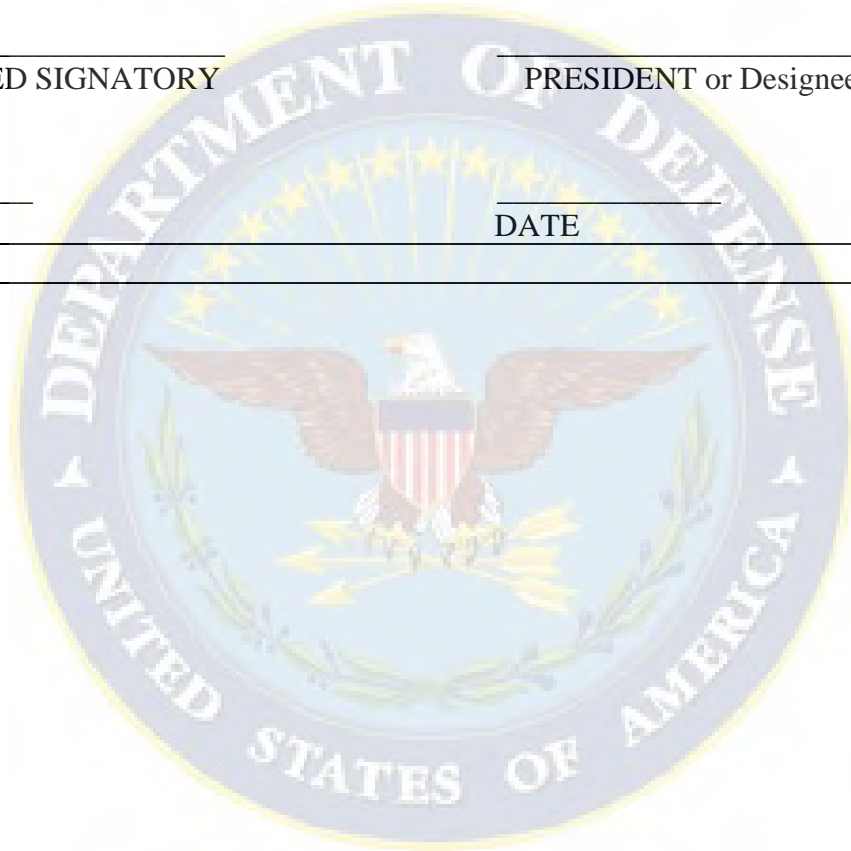 ED SIGNATORY PRESIDENT or Designee
DATE
DEPARTMENT OF DEFENSE
UNITED STATES OF AMERICA